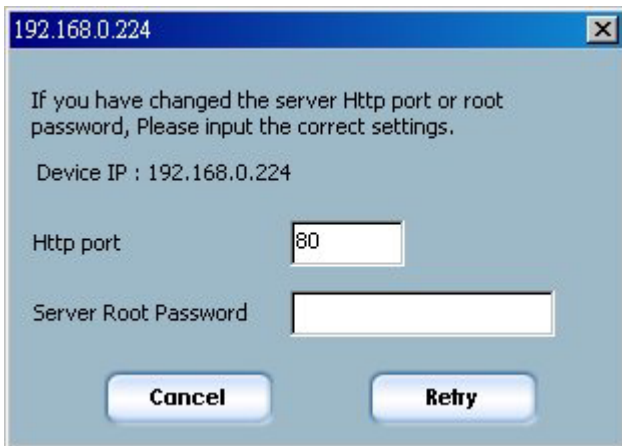 192.168.0.224
If you have changed the server Http port or root
password, Please input the correct settings.
Device IP : 192.168.0.224
Http port 80
Server Root Password
Cancel Retry